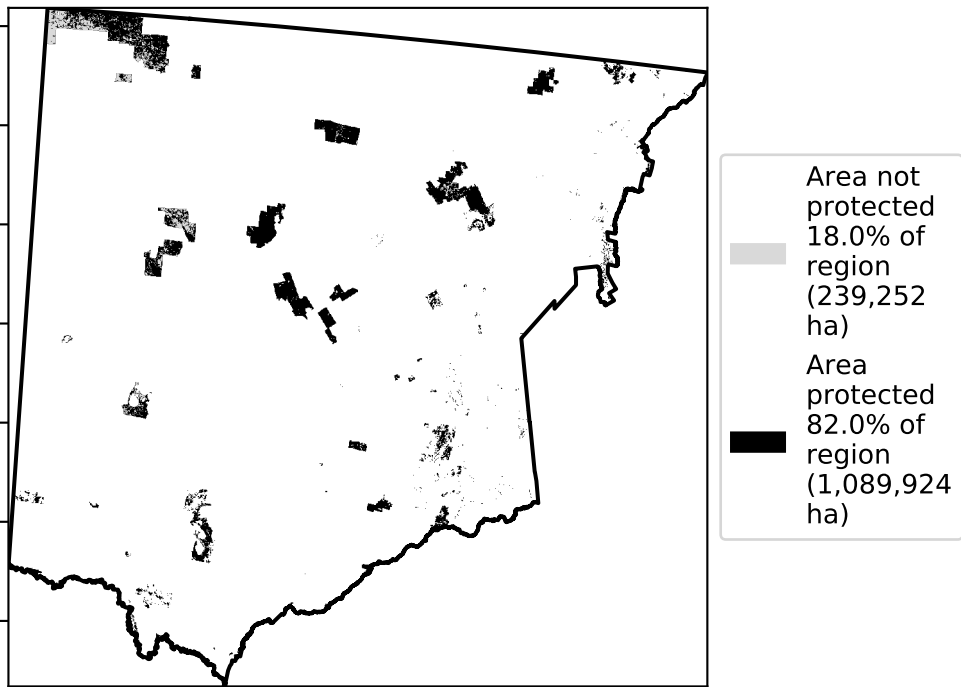 Area not
protected
18.0% of
region
(239,252
ha)
Area
protected
82.0% of
region
(1,089,924
ha)